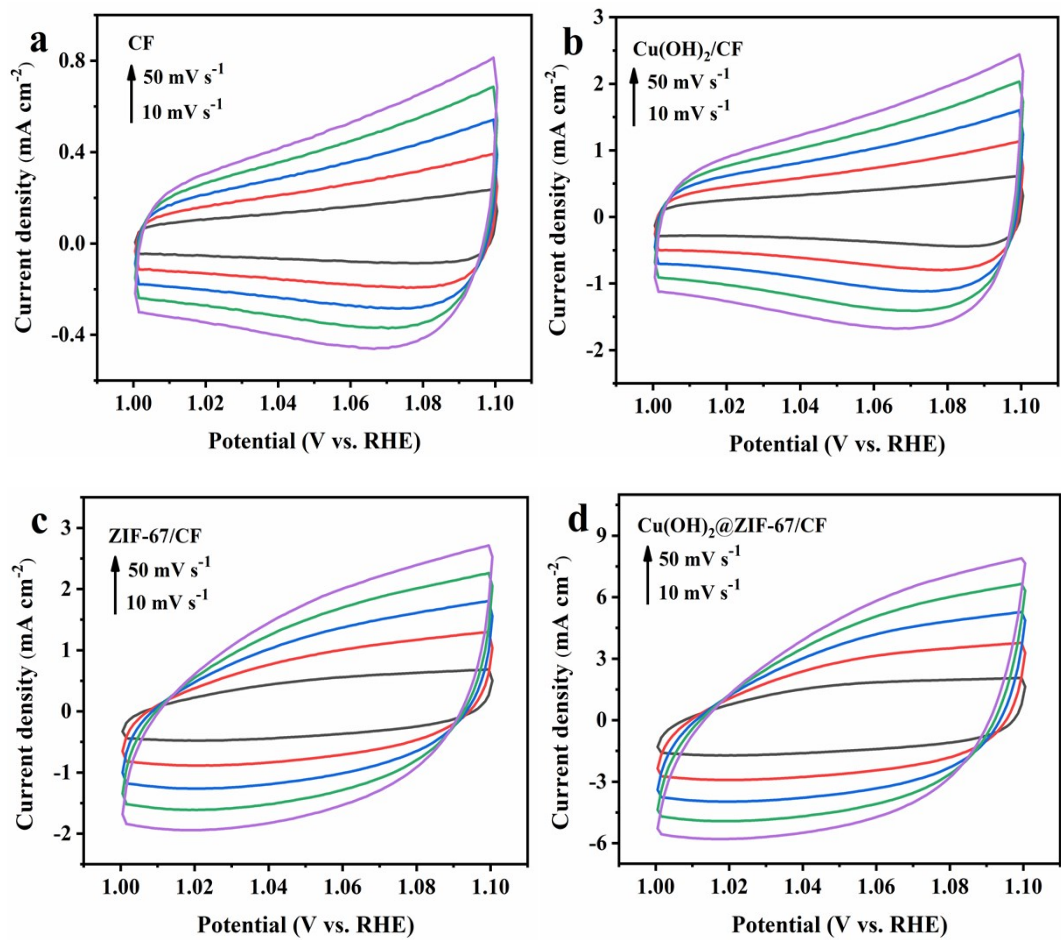 a
CF
50 mV s⁻¹
10 mV s⁻¹
0.8
0.4
0.0
-0.4
Current density (mA cm⁻²)
1.00 1.02 1.04 1.06 1.08 1.10
Potential (V vs. RHE)
b
Cu(OH)₂/CF
50 mV s⁻¹
10 mV s⁻¹
3
2
1
0
-1
-2
Current density (mA cm⁻²)
1.00 1.02 1.04 1.06 1.08 1.10
Potential (V vs. RHE)
c
ZIF-67/CF
50 mV s⁻¹
10 mV s⁻¹
3
2
1
0
-1
-2
Current density (mA cm⁻²)
1.00 1.02 1.04 1.06 1.08 1.10
Potential (V vs. RHE)
d
Cu(OH)₂@ZIF-67/CF
50 mV s⁻¹
10 mV s⁻¹
9
6
3
0
-3
-6
Current density (mA cm⁻²)
1.00 1.02 1.04 1.06 1.08 1.10
Potential (V vs. RHE)